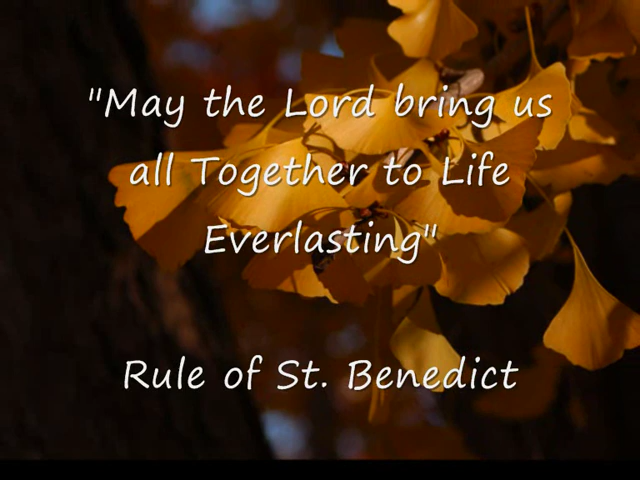 "May the Lord bring us
all Together to Life
Everlasting"
Rule of St. Benedict